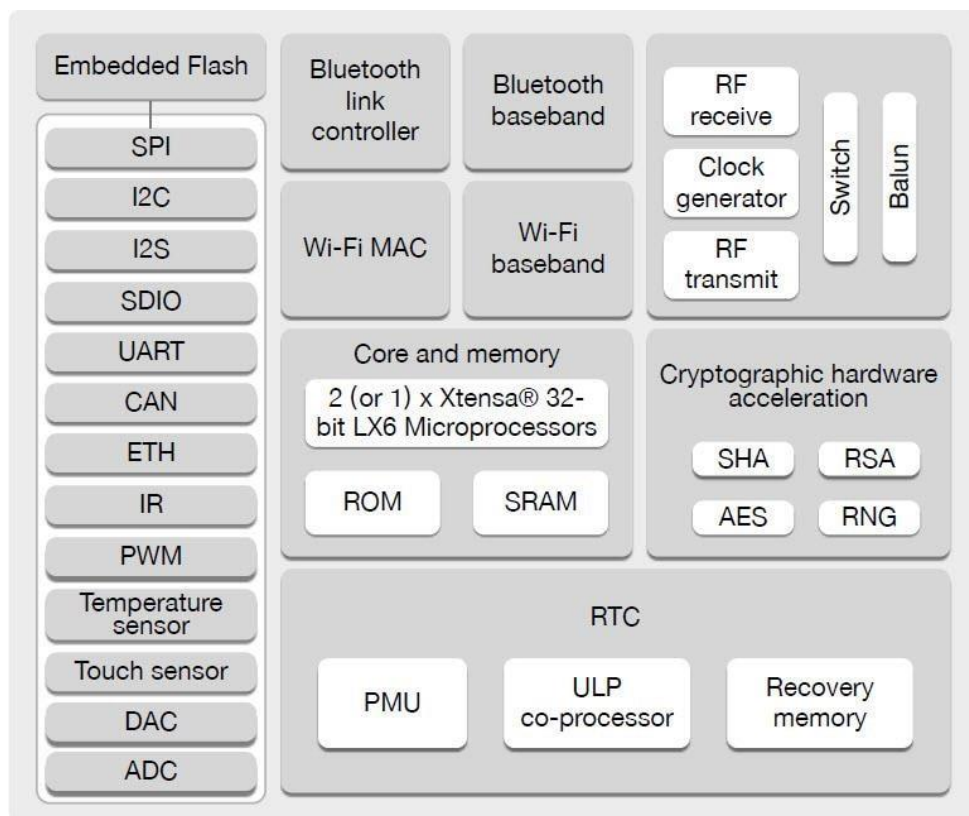 Embedded Flash
SPI
I2C
I2S
SDIO
UART
CAN
ETH
IR
PWM
Temperature
sensor
Touch sensor
DAC
ADC
Bluetooth
link
controller
Bluetooth
baseband
Wi-Fi MAC
Wi-Fi
baseband
RF
receive
Clock
generator
RF
transmit
Switch
Balun
Core and memory
2 (or 1) x Xtensa® 32-
bit LX6 Microprocessors
ROM
SRAM
Cryptographic hardware
acceleration
SHA
RSA
AES
RNG
RTC
PMU
ULP
co-processor
Recovery
memory